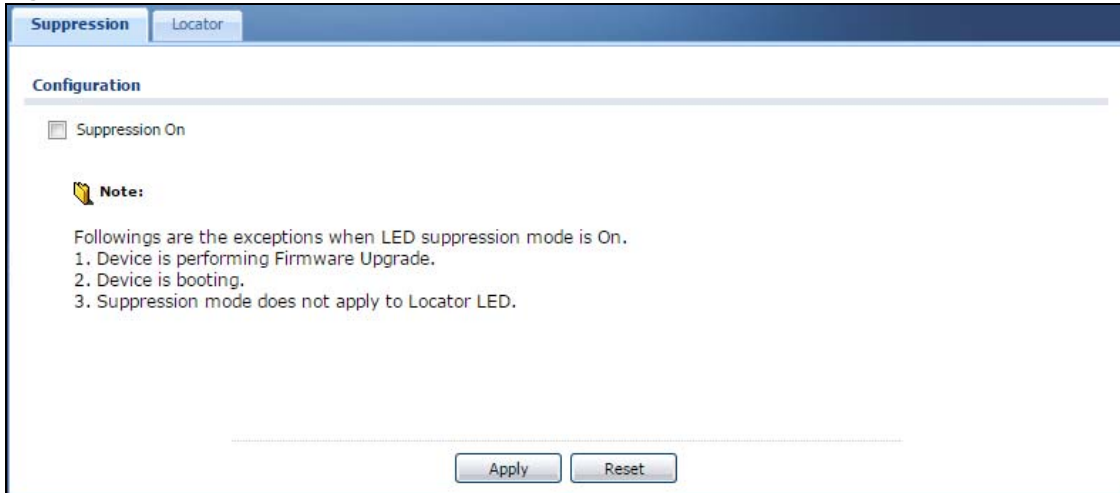 Suppression Locator
Configuration
Suppression On
Note:
Followings are the exceptions when LED suppression mode is On.
1. Device is performing Firmware Upgrade.
2. Device is booting.
3. Suppression mode does not apply to Locator LED.
Apply Reset